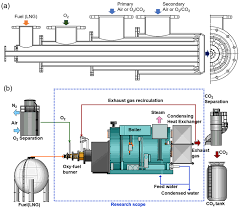 (a)
Fuel (LNG)
O₂
Primary
Air or O₂/CO₂
Secondary
Air or O₂/CO₂
(b)
Exhaust gas recirculation
CO₂
Separation
N₂
Air
O₂ Separation
O₂
Steam
Condensing
Heat Exchanger
Boiler
Oxy-fuel
burner
Exhaust
gas
Feed water
Condensed water
Fuel(LNG)
Research scope
CO₂ tank